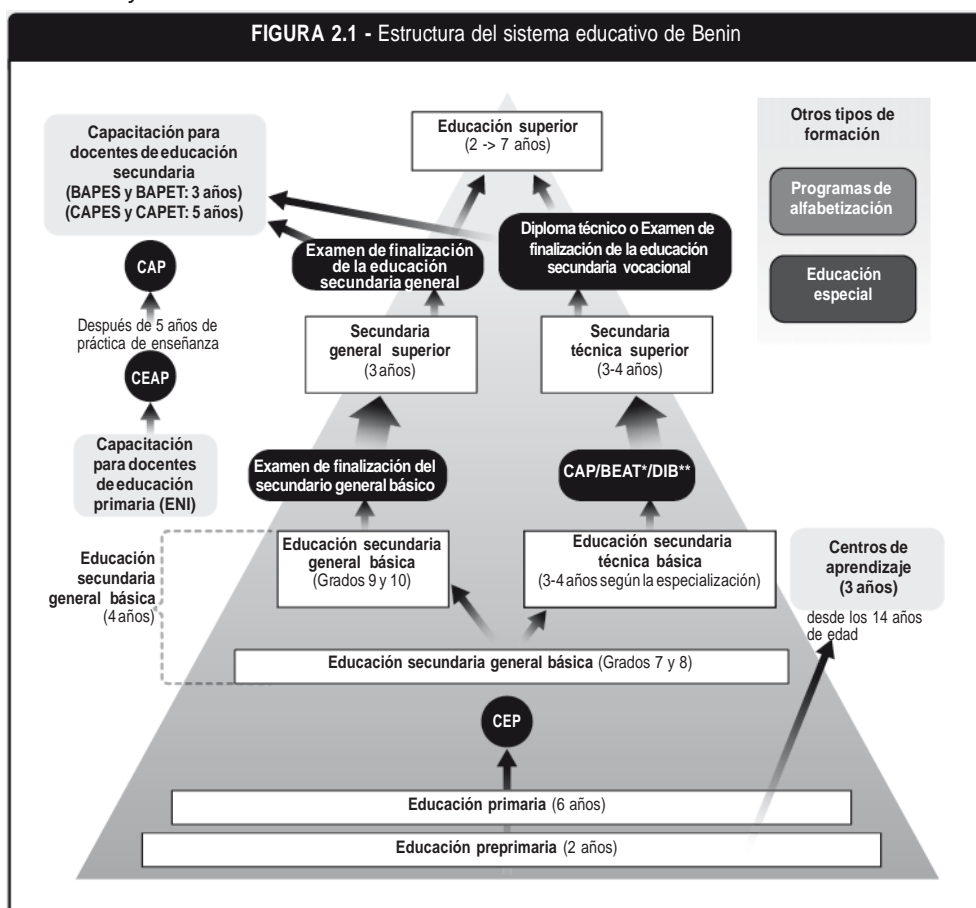 FIGURA 2.1 - Estructura del sistema educativo de Benin
Capacitación para
docentes de educación
secundaria
(BAPES y BAPET: 3 años)
(CAPES y CAPET: 5 años)
Educación superior
(2 -> 7 años)
Otros tipos de
formación
Programas de
alfabetización
Educación
especial
CAP
Examen de finalización
de la educación
secundaria general
Diploma técnico o Examen de
finalización de la educación
secundaria vocacional
Después de 5 años de
práctica de enseñanza
CEAP
Secundaria
general superior
(3 años)
Secundaria
técnica superior
(3-4 años)
Capacitación
para docentes
de educación
primaria (ENI)
Examen de finalización del
secundario general básico
CAP/BEAT*/DIB**
Educación
secundaria
general básica
(4 años)
Educación secundaria
general básica
(Grados 9 y 10)
Educación secundaria
técnica básica
(3-4 años según la especialización)
Centros de
aprendizaje
(3 años)
desde los 14 años
de edad
Educación secundaria general básica (Grados 7 y 8)
CEP
Educación primaria (6 años)
Educación preprimaria (2 años)